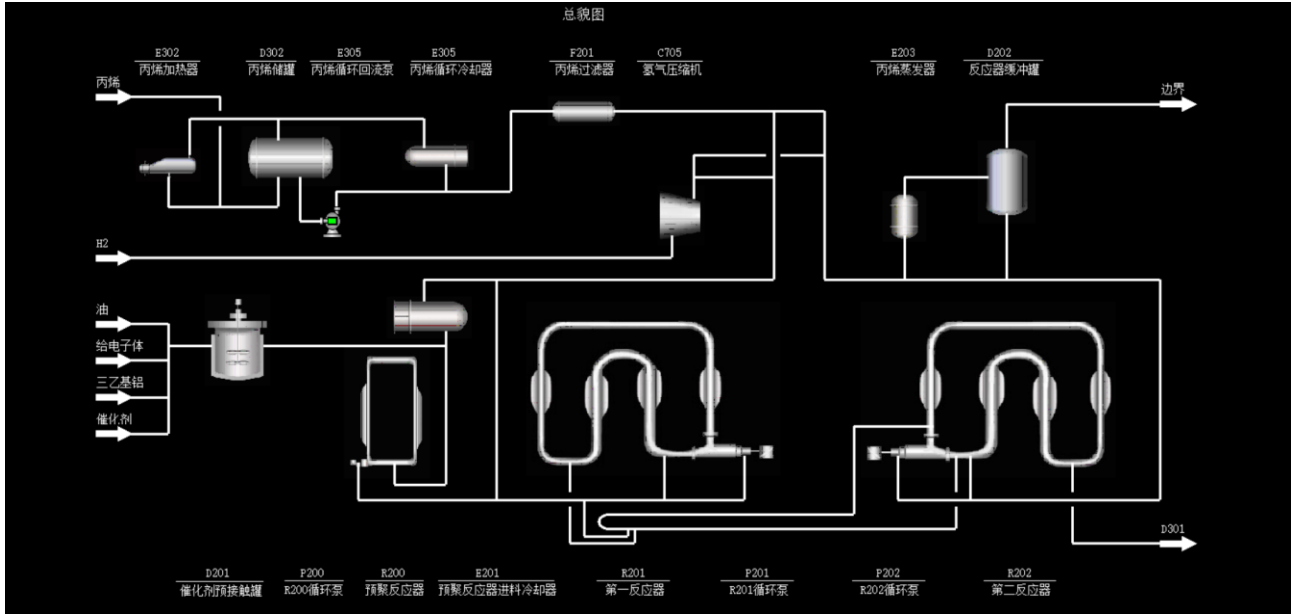 总貌图
E302
丙烯加热器
D302
丙烯储罐
E305
丙烯循环回流泵
E305
丙烯循环冷却器
F201
丙烯过滤器
C705
氢气压缩机
E203
丙烯蒸发器
D202
反应器缓冲罐
丙烯
边界
H2
油
给电子体
三乙基铝
催化剂
D301
D201
催化剂预接触罐
P200
R200循环泵
R200
预聚反应器
E201
预聚反应器进料冷却器
R201
第一反应器
P201
R201循环泵
P202
R202循环泵
R202
第二反应器